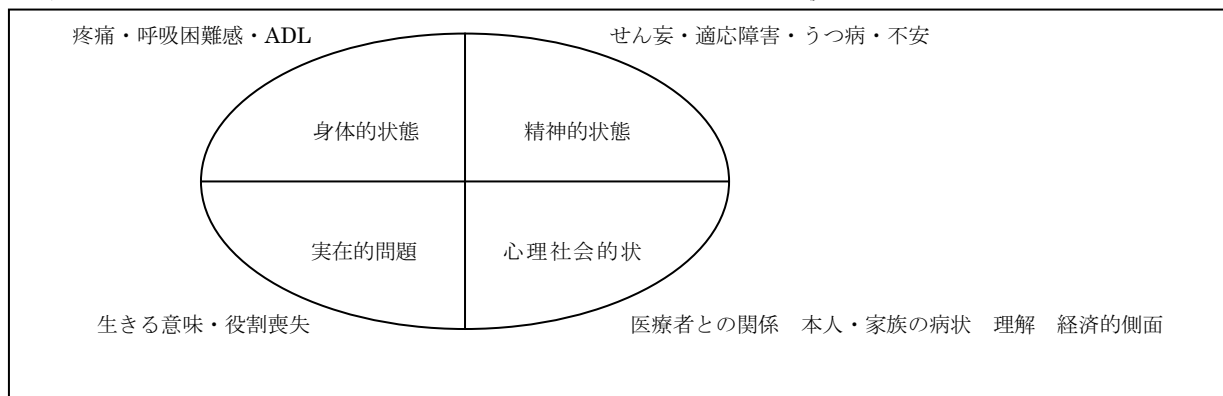 疼痛・呼吸困難感・ADL
せん妄・適応障害・うつ病・不安
身体的状態
精神的状態
実在的問題
心理社会的状
生きる意味・役割喪失
医療者との関係　本人・家族の病状　理解　経済的側面